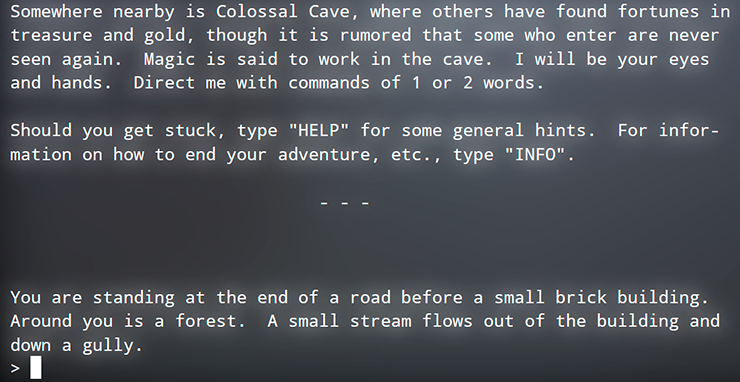 Somewhere nearby is Colossal Cave, where others have found fortunes in
treasure and gold, though it is rumored that some who enter are never
seen again.  Magic is said to work in the cave.  I will be your eyes
and hands.  Direct me with commands of 1 or 2 words.
Should you get stuck, type "HELP" for some general hints.  For infor-
mation on how to end your adventure, etc., type "INFO".
- - -
You are standing at the end of a road before a small brick building.
Around you is a forest.  A small stream flows out of the building and
down a gully.
>